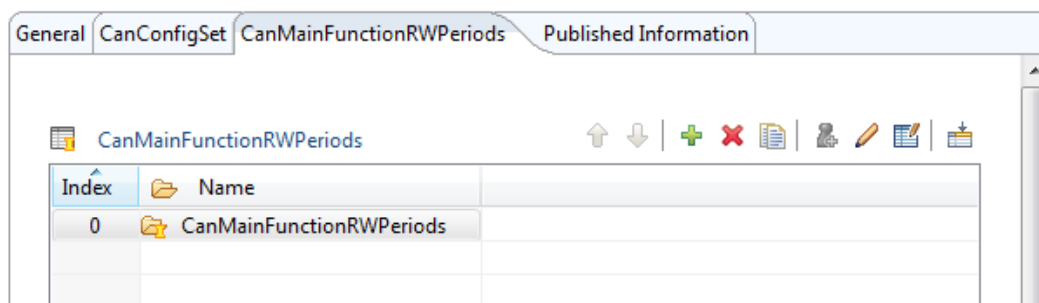 General CanConfigSet CanMainFunctionRWPeriods Published Information
CanMainFunctionRWPeriods
Index Name
0 CanMainFunctionRWPeriods